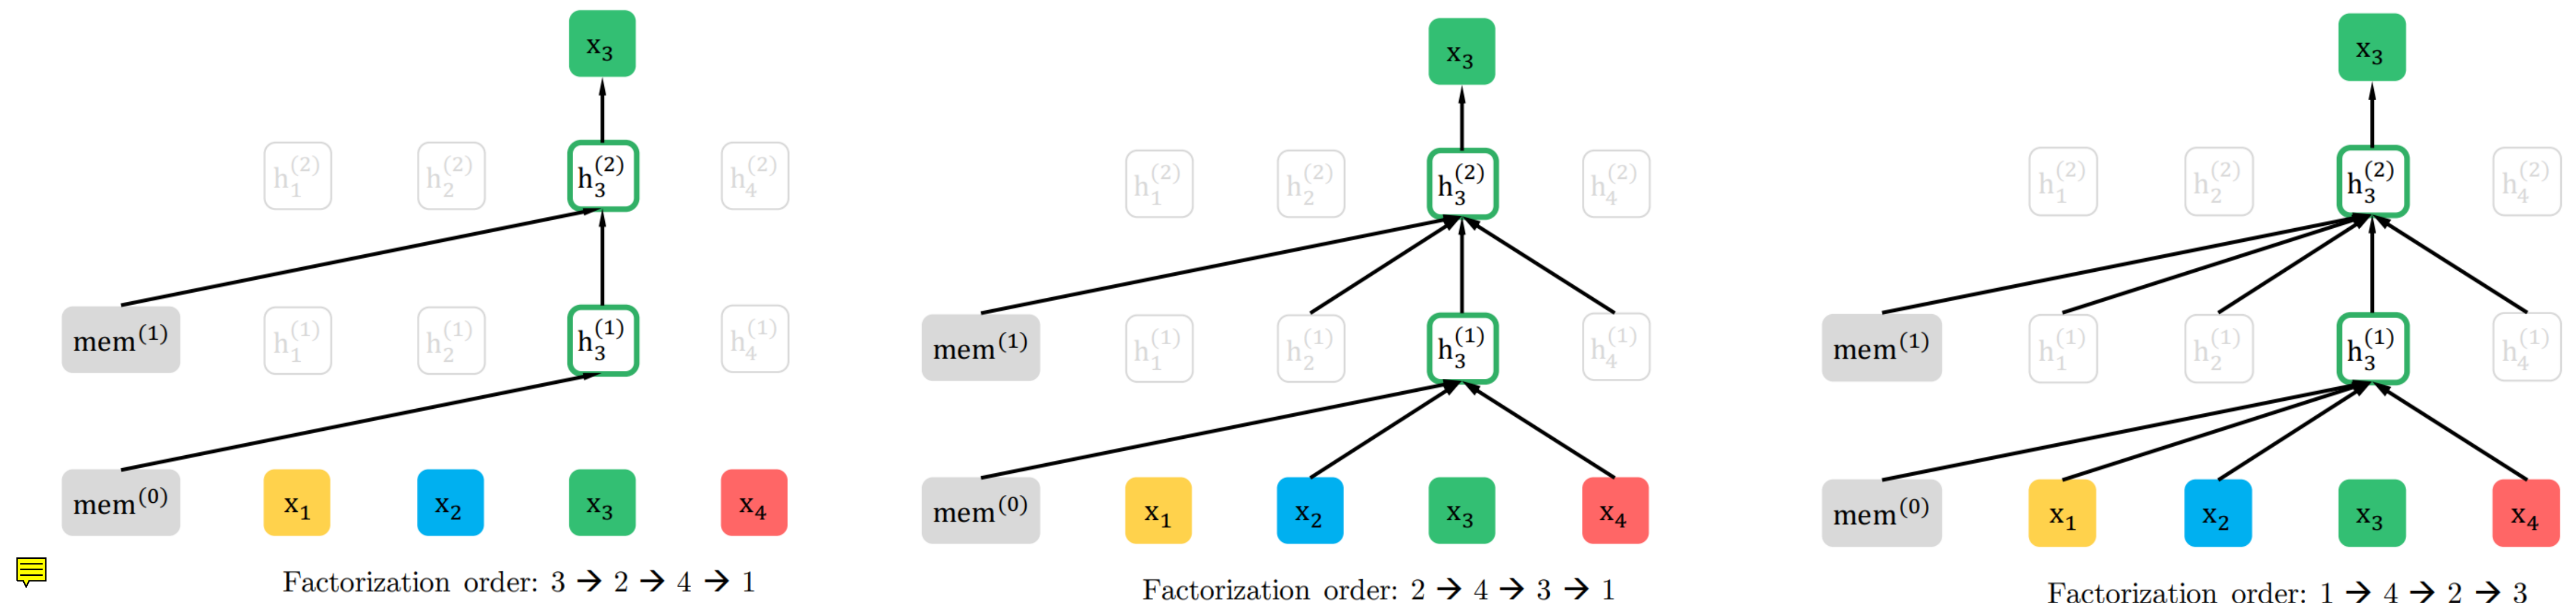 x₃ x₃ x₃
h₁⁽²⁾ h₂⁽²⁾ h₃⁽²⁾ h₄⁽²⁾ h₁⁽²⁾ h₂⁽²⁾ h₃⁽²⁾ h₄⁽²⁾ h₁⁽²⁾ h₂⁽²⁾ h₃⁽²⁾ h₄⁽²⁾
mem⁽¹⁾ h₁⁽¹⁾ h₂⁽¹⁾ h₃⁽¹⁾ h₄⁽¹⁾ mem⁽¹⁾ h₁⁽¹⁾ h₂⁽¹⁾ h₃⁽¹⁾ h₄⁽¹⁾ mem⁽¹⁾ h₁⁽¹⁾ h₂⁽¹⁾ h₃⁽¹⁾ h₄⁽¹⁾
mem⁽⁰⁾ x₁ x₂ x₃ x₄ mem⁽⁰⁾ x₁ x₂ x₃ x₄ mem⁽⁰⁾ x₁ x₂ x₃ x₄
Factorization order: 3 → 2 → 4 → 1 Factorization order: 2 → 4 → 3 → 1 Factorization order: 1 → 4 → 2 → 3